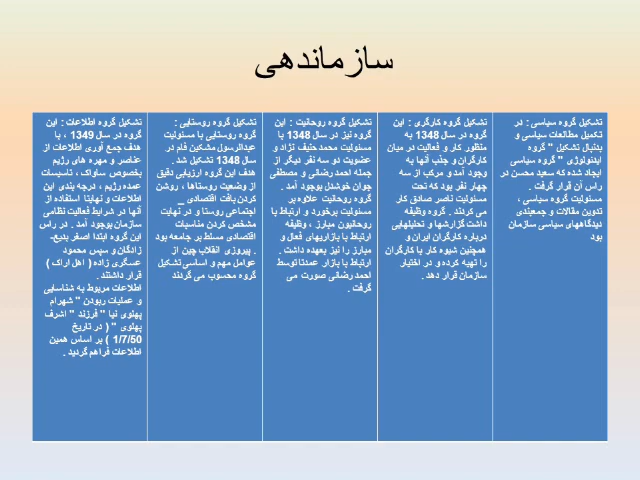 سازماندهی
تشکیل گروه سیاسی : در
تکمیل مطالعات سیاسی و
بدنبال تشکیل " گروه
ایدئولوژی " گروه سیاسی
ایجاد شده که سعید محسن در
راس آن قرار گرفت .
مسئولیت گروه سیاسی ،
تدوین مقالات و جمعبندی
دیدگاههای سیاسی سازمان
بود
تشکیل گروه کارگری : این
گروه در سال 1348 به
منظور کار و فعالیت در میان
کارگران و جذب آنها به
وجود آمد و مرکب از سه
چهار نفر بود که تحت
مسئولیت ناصر صادق کار
می کردند . گروه وظیفه
داشت گزارشها و تحلیلهایی
درباره کارگران ایران و
همچنین شیوه کار با کارگران
را تهیه کرده و در اختیار
سازمان قرار دهد .
تشکیل گروه روحانیت : این
گروه نیز در سال 1348 با
مسئولیت محمد حنیف نژاد و
عضویت دو سه نفر دیگر از
جمله احمد رضائی و مصطفی
جوان خوشدل بوجود آمد .
گروه روحانیت علاوه بر
مسئولیت برخورد و ارتباط با
روحانیون مبارز ، وظیفه
ارتباط با بازاریهای فعال و
مبارز را نیز بعهده داشت .
ارتباط با بازار عمدتا توسط
احمد رضائی صورت می
گرفت .
تشکیل گروه روستایی :
گروه روستایی با مسئولیت
عبدالرسول مشکین فام در
سال 1348 تشکیل شد .
هدف این گروه ارزیابی دقیق
از وضعیت روستاها ، روشن
کردن بافت اقتصادی _
اجتماعی روستا و در نهایت
مشخص کردن مناسبات
اقتصادی مسلط بر جامعه بود
. پیروزی انقلاب چین از
عوامل مهم و اساسی تشکیل
گروه محسوب می گردند
تشکیل گروه اطلاعات : این
گروه در سال 1349 ، با
هدف جمع آوری اطلاعات از
عناصر و مهره های رژیم
بخصوص ساواک ، تاسیسات
عمده رژیم ، درجه بندی این
اطلاعات و نهایتا استفاده از
آنها در شرایط فعالیت نظامی
سازمان بوجود آمد . در راس
این گروه ابتدا اصغر بدیع-
زادگان و سپس محمود
عسگری زاده ( اهل اراک )
قرار داشتند .
اطلاعات مربوط به شناسایی
و عملیات ربودن " شهرام
پهلوی نیا " فرزند " اشرف
پهلوی " ( در تاریخ
1/7/50 ) بر اساس همین
اطلاعات فراهم گردید .